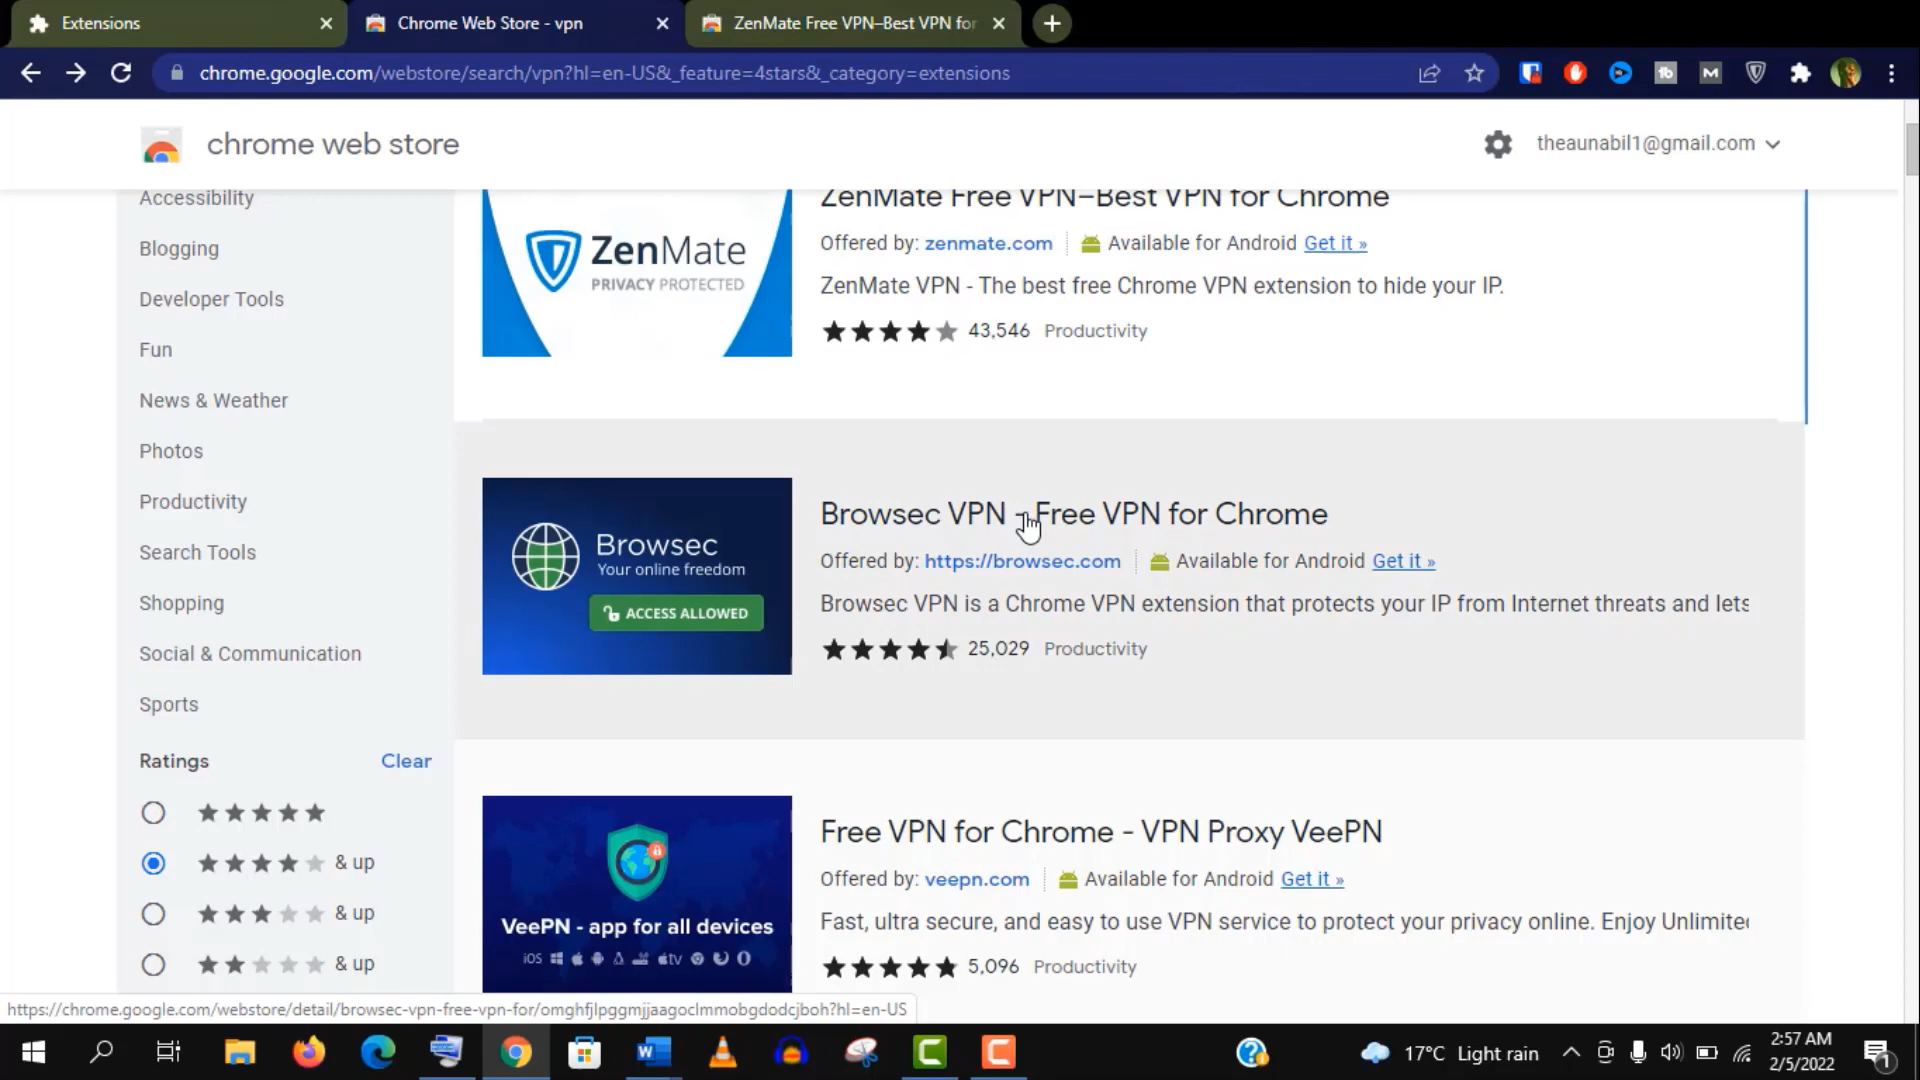 Extensions
Chrome Web Store - vpn
ZenMate Free VPN–Best VPN for
chrome.google.com/webstore/search/vpn?hl=en-US&_feature=4stars&_category=extensions
chrome web store
theaunabil1@gmail.com
Accessibility
Blogging
Developer Tools
Fun
News & Weather
Photos
Productivity
Search Tools
Shopping
Social & Communication
Sports
Ratings
Clear
& up
& up
& up
ZenMate
PRIVACY PROTECTED
ZenMate Free VPN–Best VPN for Chrome
Offered by: zenmate.com
Available for Android Get it »
ZenMate VPN - The best free Chrome VPN extension to hide your IP.
43,546 Productivity
Browsec
Your online freedom
ACCESS ALLOWED
Browsec VPN - Free VPN for Chrome
Offered by: https://browsec.com
Available for Android Get it »
Browsec VPN is a Chrome VPN extension that protects your IP from Internet threats and lets
25,029 Productivity
VeePN - app for all devices
iOS
tv
Free VPN for Chrome - VPN Proxy VeePN
Offered by: veepn.com
Available for Android Get it »
Fast, ultra secure, and easy to use VPN service to protect your privacy online. Enjoy Unlimited
5,096 Productivity
https://chrome.google.com/webstore/detail/browsec-vpn-free-vpn-for/omghfjlpggmjjaagoclmmobgdodcjboh?hl=en-US
17°C Light rain
2:57 AM
2/5/2022
1